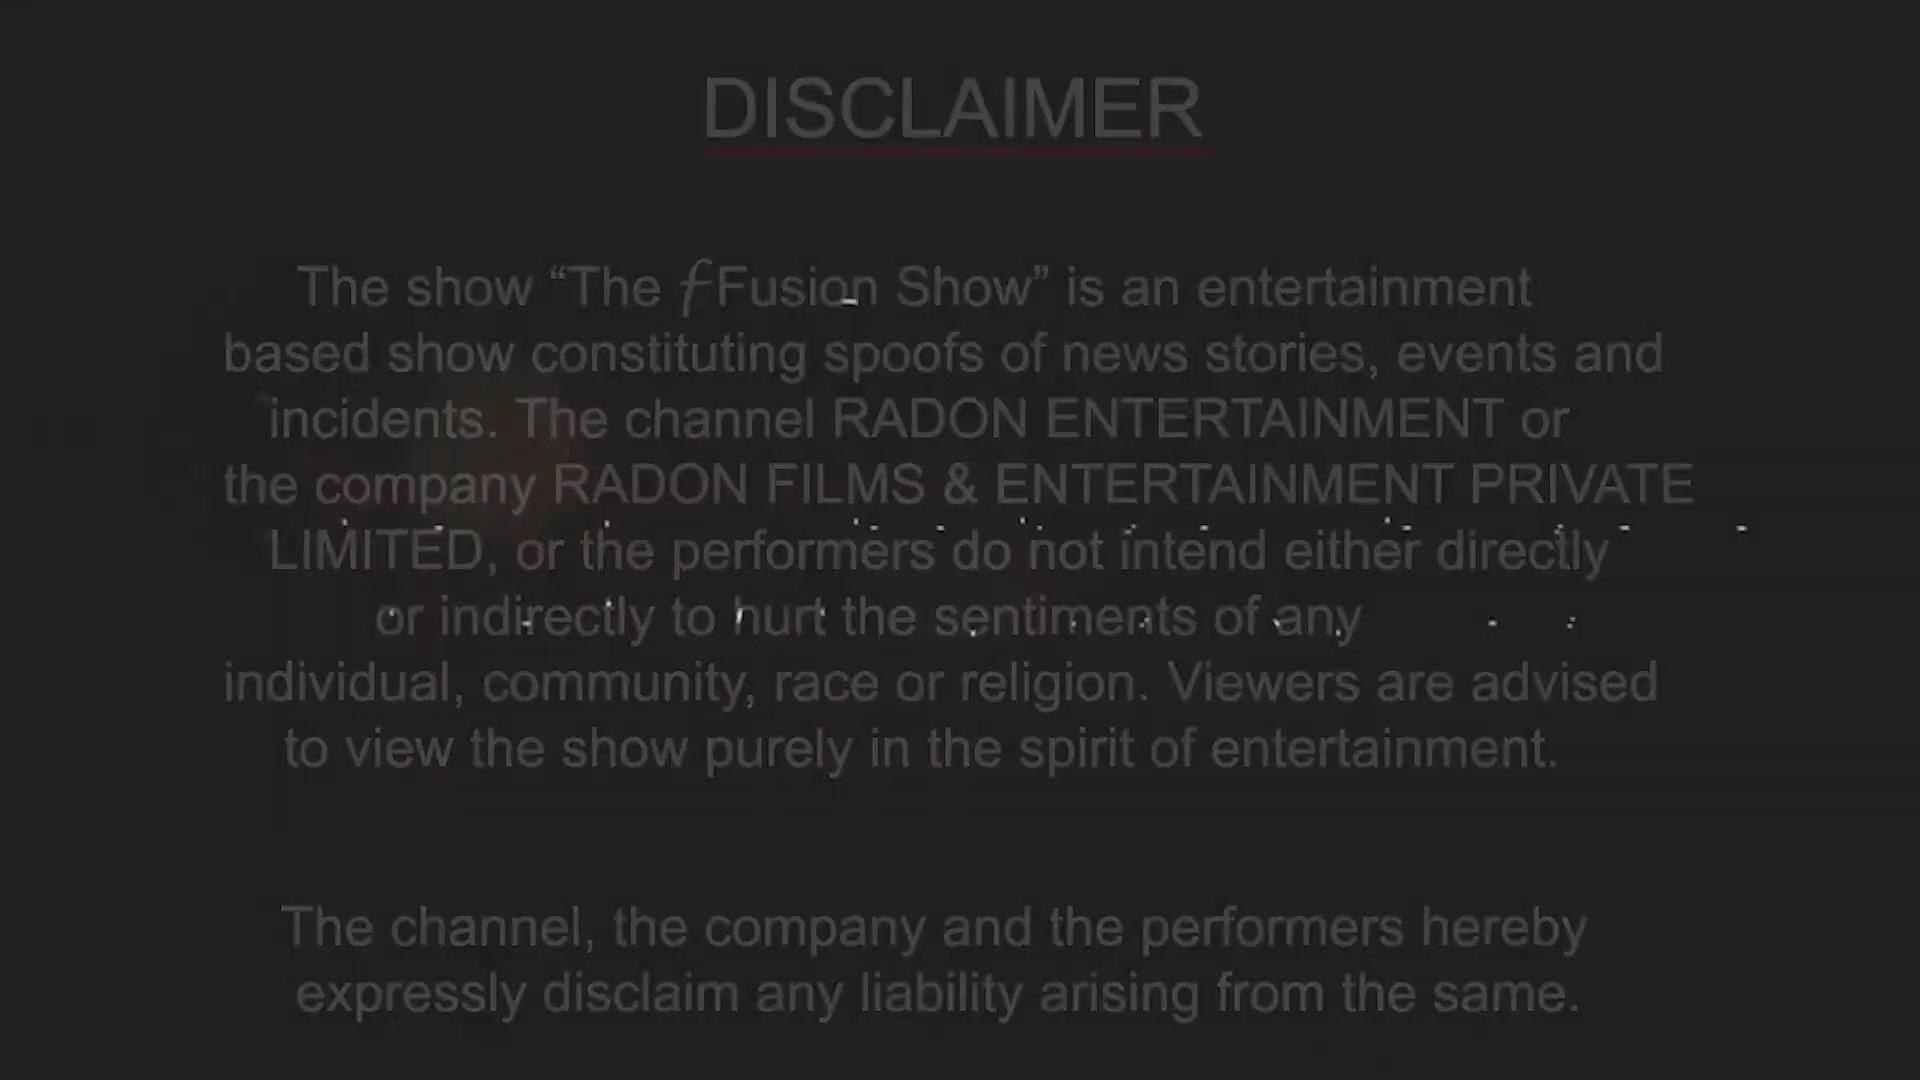 DISCLAIMER
The show “The ƒFusion Show” is an entertainment
based show constituting spoofs of news stories, events and
incidents. The channel RADON ENTERTAINMENT or
the company RADON FILMS & ENTERTAINMENT PRIVATE
LIMITED, or the performers do not intend either directly
or indirectly to hurt the sentiments of any
individual, community, race or religion. Viewers are advised
to view the show purely in the spirit of entertainment.
The channel, the company and the performers hereby
expressly disclaim any liability arising from the same.